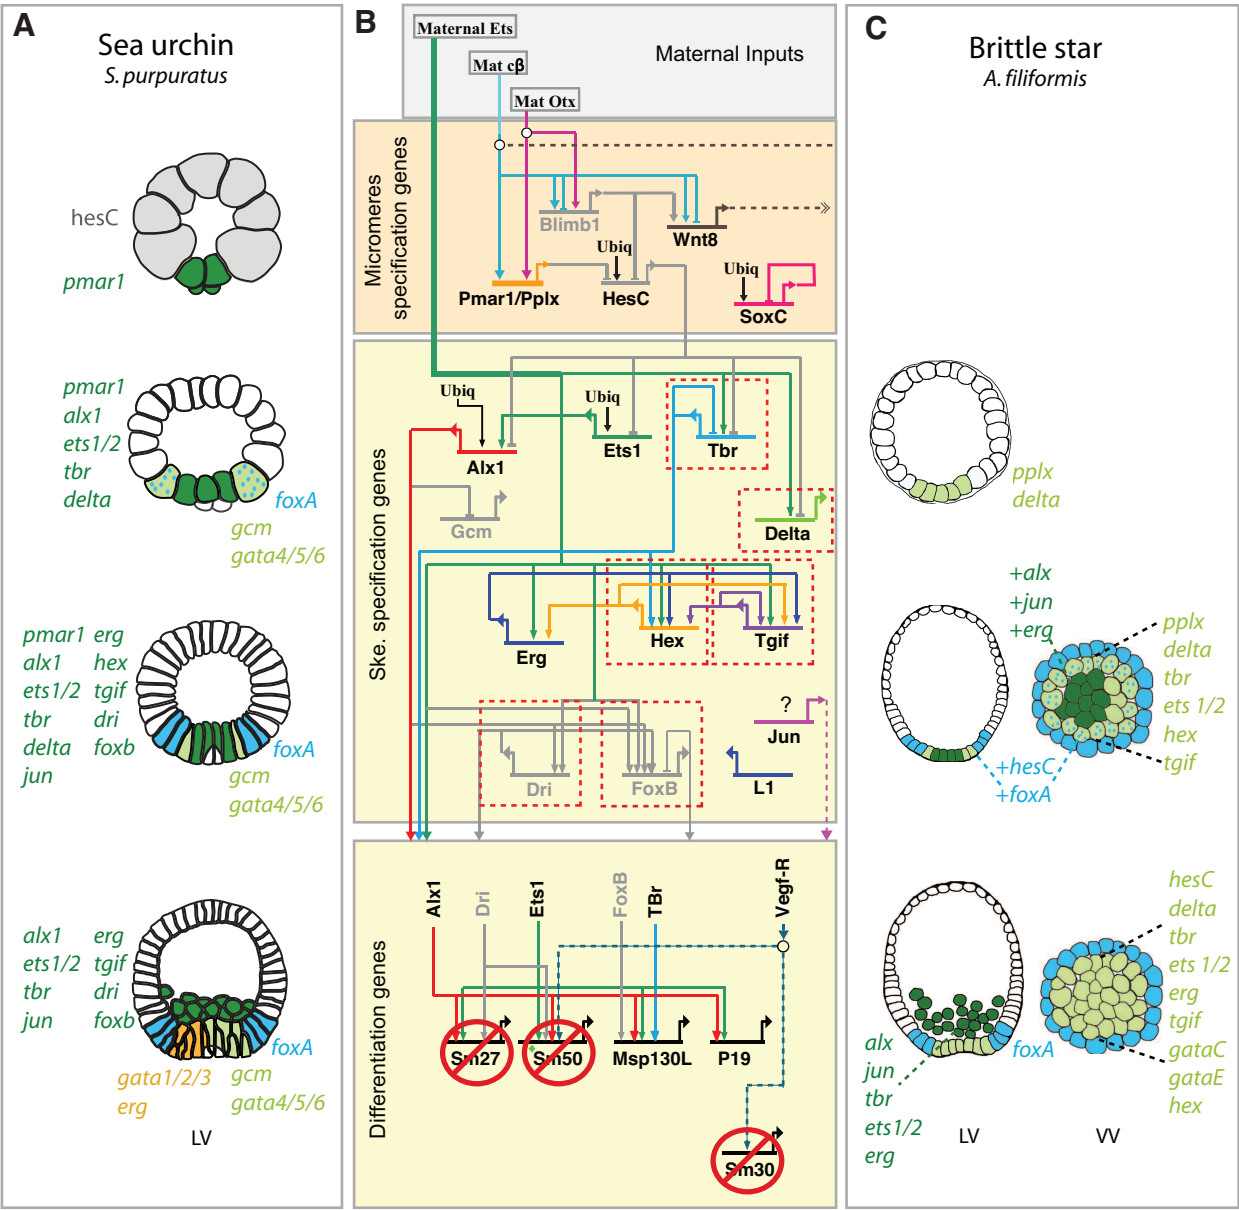 A
Sea urchin
S. purpuratus
hesC
pmar1
pmar1
alx1
ets1/2
tbr
delta
foxA
gcm
gata4/5/6
pmar1 erg
alx1 hex
ets1/2 tgif
tbr dri
delta foxb
jun
foxA
gcm
gata4/5/6
alx1 erg
ets1/2 tgif
tbr dri
jun foxb
foxA
gata1/2/3
erg
gcm
gata4/5/6
LV
B
Maternal Inputs
Maternal Ets
Mat cβ
Mat Otx
Micromeres
specification genes
Blimb1
Wnt8
Ubiq
Pmar1/Pplx
HesC
Ubiq
SoxC
Ske. specification genes
Ubiq
Ubiq
Alx1
Ets1
Tbr
Gcm
Delta
Erg
Hex
Tgif
?
Jun
Dri
FoxB
L1
Differentiation genes
Alx1
Dri
Ets1
FoxB
TBr
Vegf-R
Sm27
Sm50
Msp130L
P19
Sm30
C
Brittle star
A. filiformis
pplx
delta
+alx
+jun
+erg
pplx
delta
tbr
ets 1/2
hex
tgif
+hesC
+foxA
hesC
delta
tbr
ets 1/2
erg
tgif
gataC
gataE
hex
foxA
alx
jun
tbr
ets1/2
erg
LV
VV